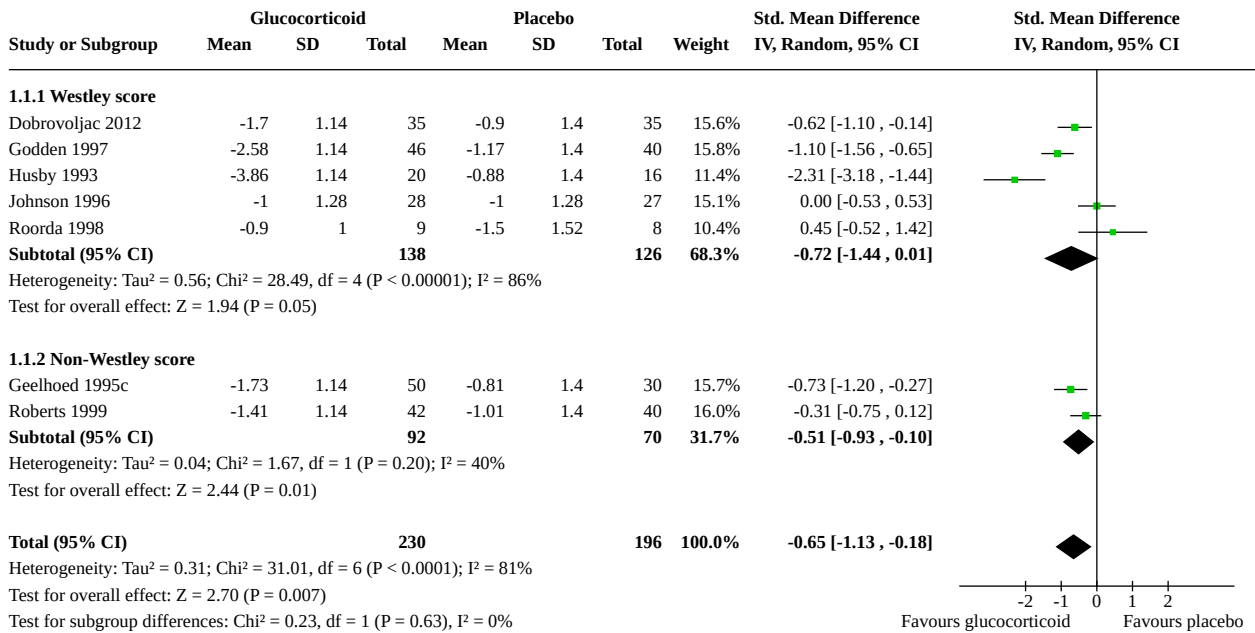 Glucocorticoid Placebo Std. Mean Difference Std. Mean Difference
Study or Subgroup Mean SD Total Mean SD Total Weight IV, Random, 95% CI IV, Random, 95% CI
1.1.1 Westley score
Dobrovoljac 2012 -1.7 1.14 35 -0.9 1.4 35 15.6% -0.62 [-1.10 , -0.14]
Godden 1997 -2.58 1.14 46 -1.17 1.4 40 15.8% -1.10 [-1.56 , -0.65]
Husby 1993 -3.86 1.14 20 -0.88 1.4 16 11.4% -2.31 [-3.18 , -1.44]
Johnson 1996 -1 1.28 28 -1 1.28 27 15.1% 0.00 [-0.53 , 0.53]
Roorda 1998 -0.9 1 9 -1.5 1.52 8 10.4% 0.45 [-0.52 , 1.42]
Subtotal (95% CI) 138 126 68.3% -0.72 [-1.44 , 0.01]
Heterogeneity: Tau² = 0.56; Chi² = 28.49, df = 4 (P < 0.00001); I² = 86%
Test for overall effect: Z = 1.94 (P = 0.05)
1.1.2 Non-Westley score
Geelhoed 1995c -1.73 1.14 50 -0.81 1.4 30 15.7% -0.73 [-1.20 , -0.27]
Roberts 1999 -1.41 1.14 42 -1.01 1.4 40 16.0% -0.31 [-0.75 , 0.12]
Subtotal (95% CI) 92 70 31.7% -0.51 [-0.93 , -0.10]
Heterogeneity: Tau² = 0.04; Chi² = 1.67, df = 1 (P = 0.20); I² = 40%
Test for overall effect: Z = 2.44 (P = 0.01)
Total (95% CI) 230 196 100.0% -0.65 [-1.13 , -0.18]
Heterogeneity: Tau² = 0.31; Chi² = 31.01, df = 6 (P < 0.0001); I² = 81%
Test for overall effect: Z = 2.70 (P = 0.007)
-2 -1 0 1 2
Test for subgroup differences: Chi² = 0.23, df = 1 (P = 0.63), I² = 0%
Favours glucocorticoid Favours placebo